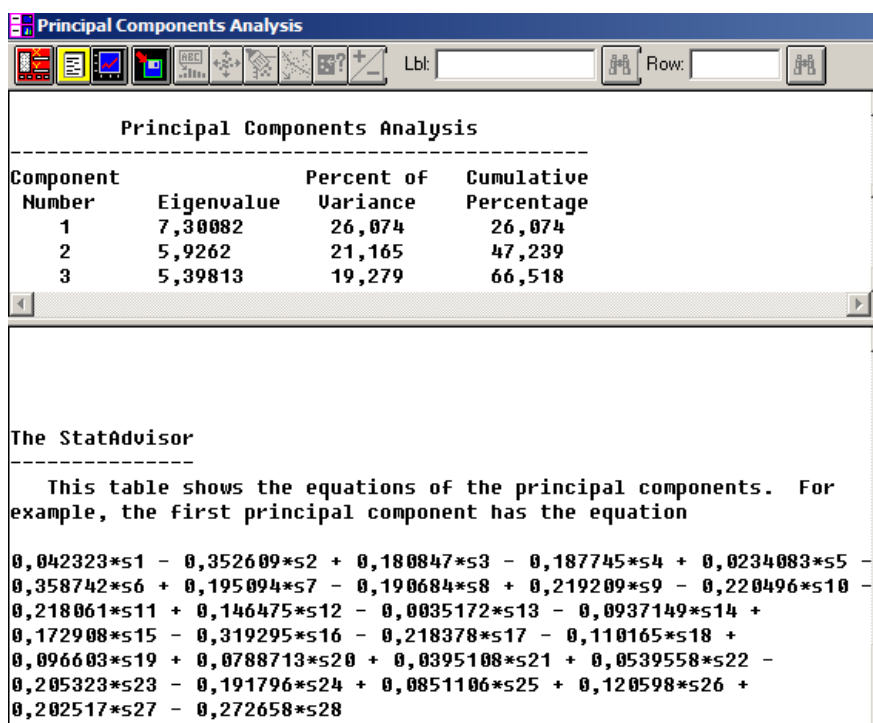 Principal Components Analysis
Lbl: Row:
Principal Components Analysis
------------------------------------------------
Component Percent of Cumulative
Number Eigenvalue Variance Percentage
1 7,30082 26,074 26,074
2 5,9262 21,165 47,239
3 5,39813 19,279 66,518
The StatAdvisor
---------------
This table shows the equations of the principal components. For
example, the first principal component has the equation
0,042323*s1 - 0,352609*s2 + 0,180847*s3 - 0,187745*s4 + 0,0234083*s5 -
0,358742*s6 + 0,195094*s7 - 0,190684*s8 + 0,219209*s9 - 0,220496*s10 -
0,218061*s11 + 0,146475*s12 - 0,0035172*s13 - 0,0937149*s14 +
0,172908*s15 - 0,319295*s16 - 0,218378*s17 - 0,110165*s18 +
0,096603*s19 + 0,0788713*s20 + 0,0395108*s21 + 0,0539558*s22 -
0,205323*s23 - 0,191796*s24 + 0,0851106*s25 + 0,120598*s26 +
0,202517*s27 - 0,272658*s28